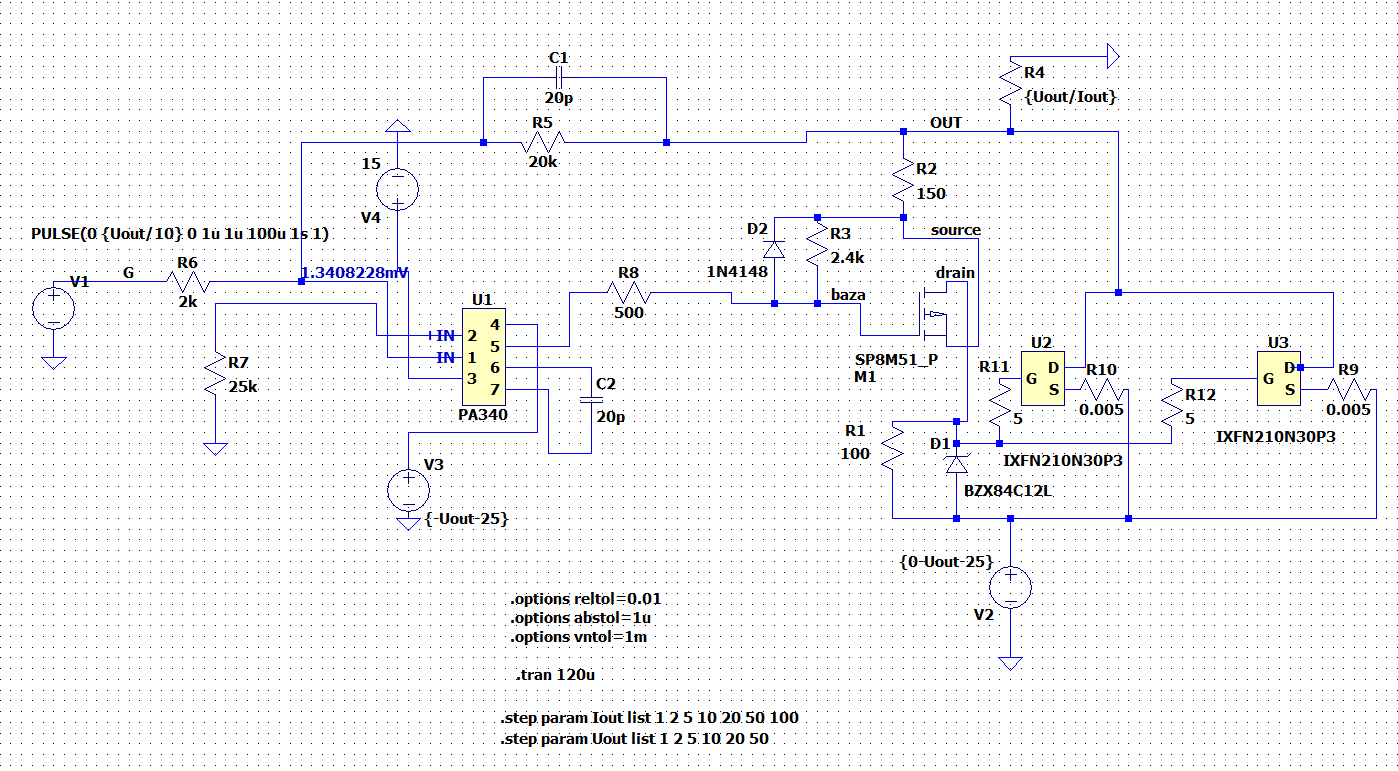 C1
20p
R5
20k
R4
{Uout/Iout}
OUT
15
V4
R2
150
PULSE(0 {Uout/10} 0 1u 1u 100u 1s 1)
V1
G
R6
2k
1.3408228mV
D2
1N4148
R3
2.4k
source
drain
baza
R8
500
U1
+IN
-IN
2
1
3
4
5
6
7
PA340
R7
25k
C2
20p
SP8M51_P
M1
R11
5
U2
G
D
S
R10
0.005
IXFN210N30P3
R12
5
U3
G
D
S
R9
0.005
IXFN210N30P3
R1
100
D1
BZX84C12L
V3
{-Uout-25}
{0-Uout-25}
V2
.options reltol=0.01
.options abstol=1u
.options vntol=1m
.tran 120u
.step param Iout list 1 2 5 10 20 50 100
.step param Uout list 1 2 5 10 20 50